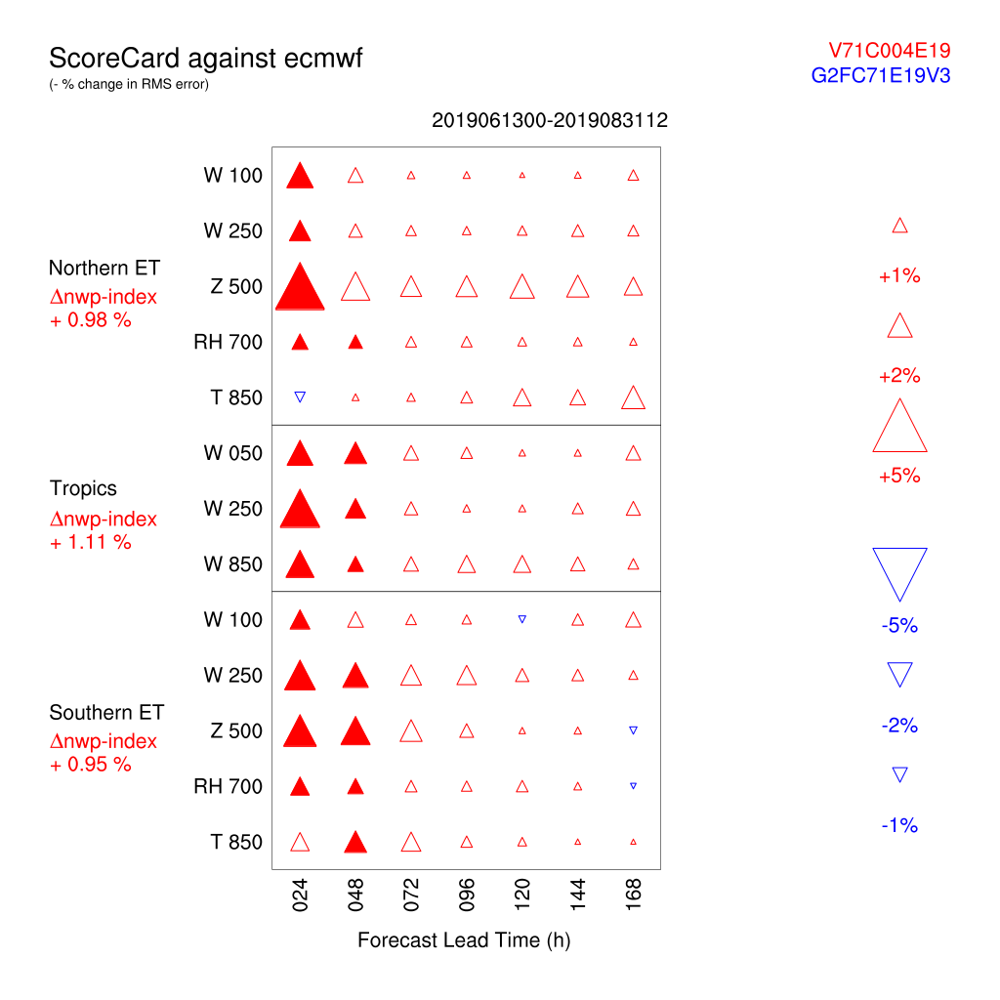 ScoreCard against ecmwf
(- % change in RMS error)
V71C004E19
G2FC71E19V3
2019061300-2019083112
Northern ET
Δnwp-index
+ 0.98 %
W 100
W 250
Z 500
RH 700
T 850
Tropics
Δnwp-index
+ 1.11 %
W 050
W 250
W 850
Southern ET
Δnwp-index
+ 0.95 %
W 100
W 250
Z 500
RH 700
T 850
024
048
072
096
120
144
168
Forecast Lead Time (h)
+1%
+2%
+5%
-5%
-2%
-1%